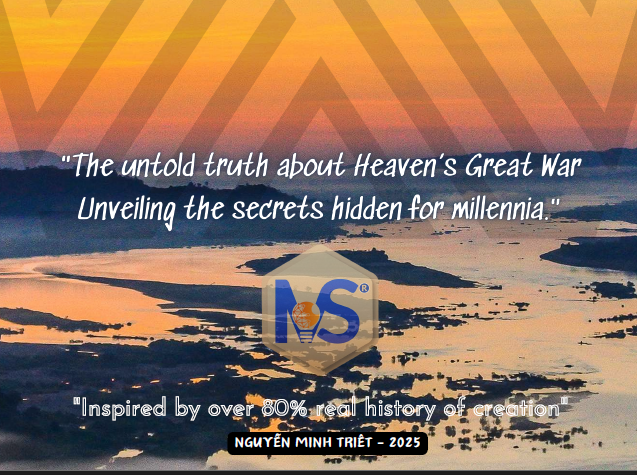 "The untold truth about Heaven's Great War
Unveiling the secrets hidden for millennia."
NS®
"Inspired by over 80% real history of creation"
NGUYỄN MINH TRIẾT - 2025